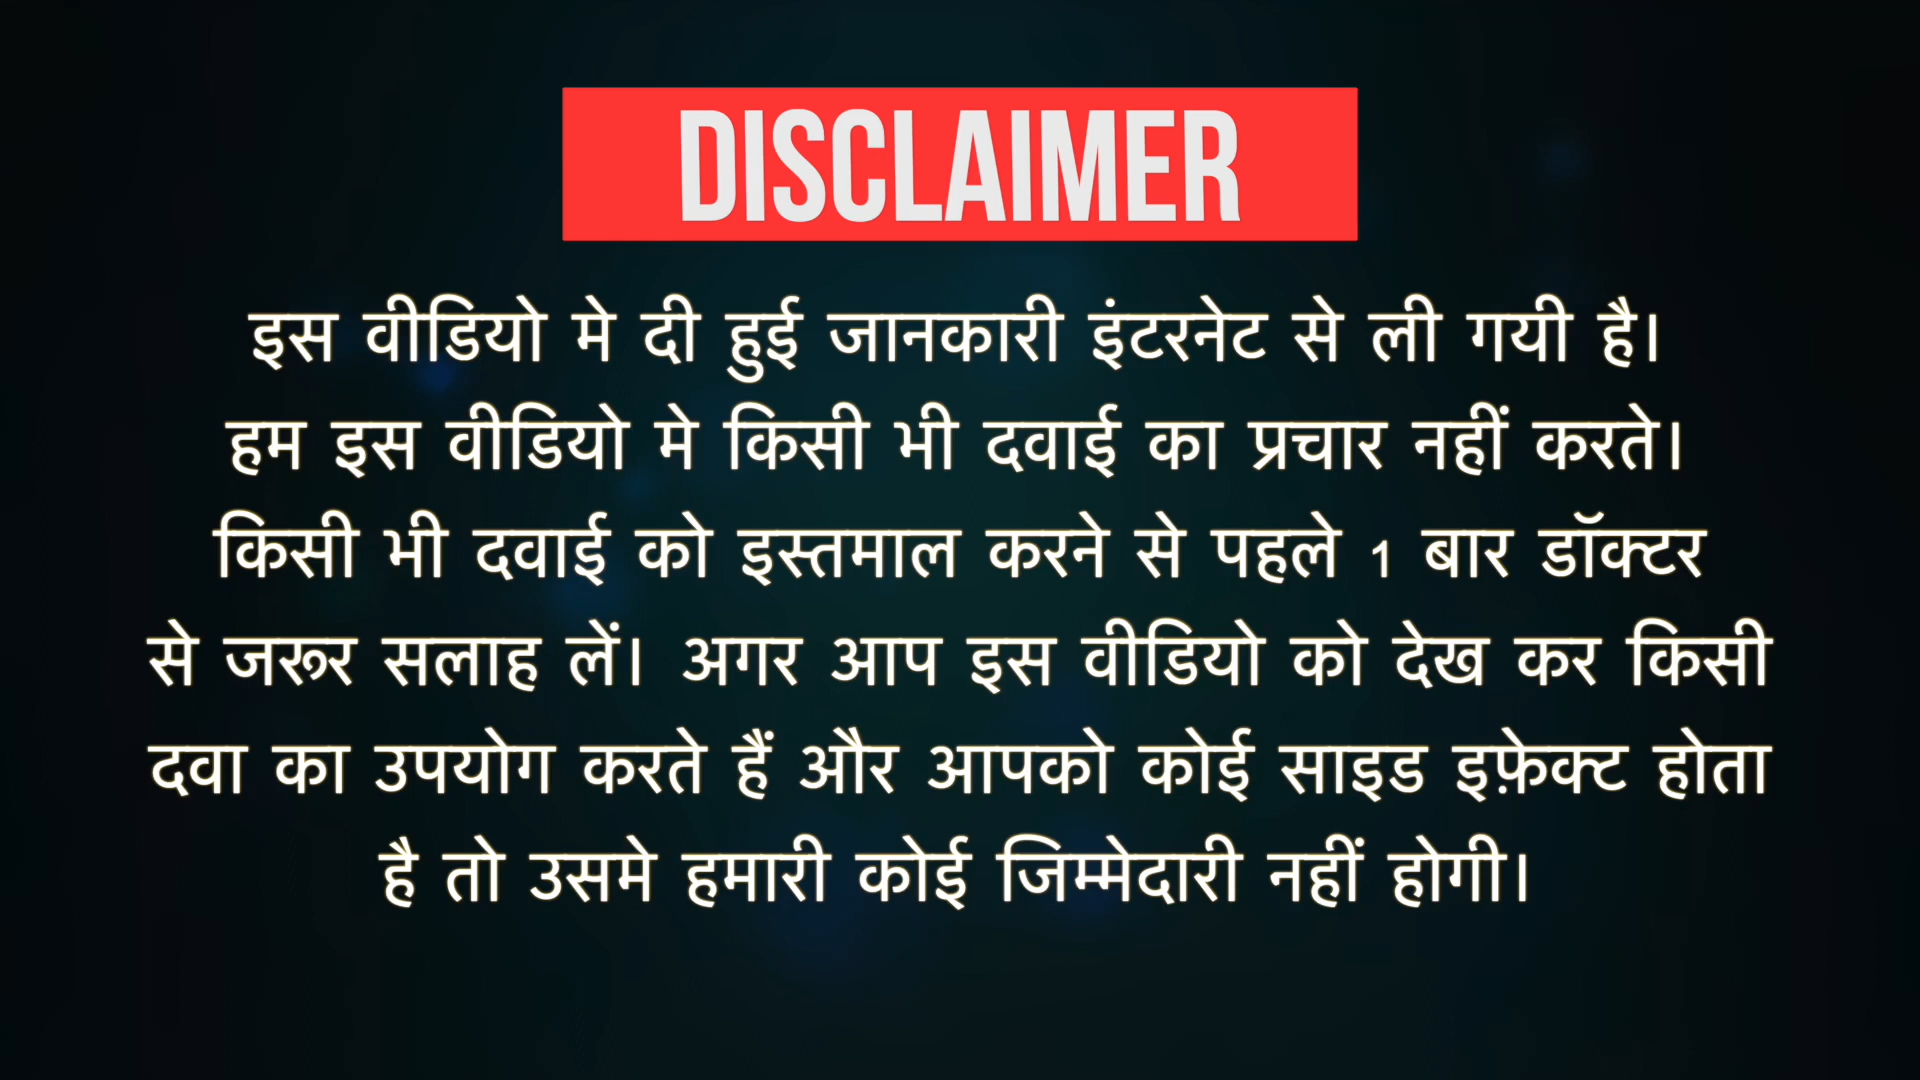 DISCLAIMER
इस वीडियो मे दी हुई जानकारी इंटरनेट से ली गयी है।
हम इस वीडियो मे किसी भी दवाई का प्रचार नहीं करते।
किसी भी दवाई को इस्तमाल करने से पहले 1 बार डॉक्टर
से जरूर सलाह लें। अगर आप इस वीडियो को देख कर किसी
दवा का उपयोग करते हैं और आपको कोई साइड इफ़ेक्ट होता
है तो उसमे हमारी कोई जिम्मेदारी नहीं होगी।